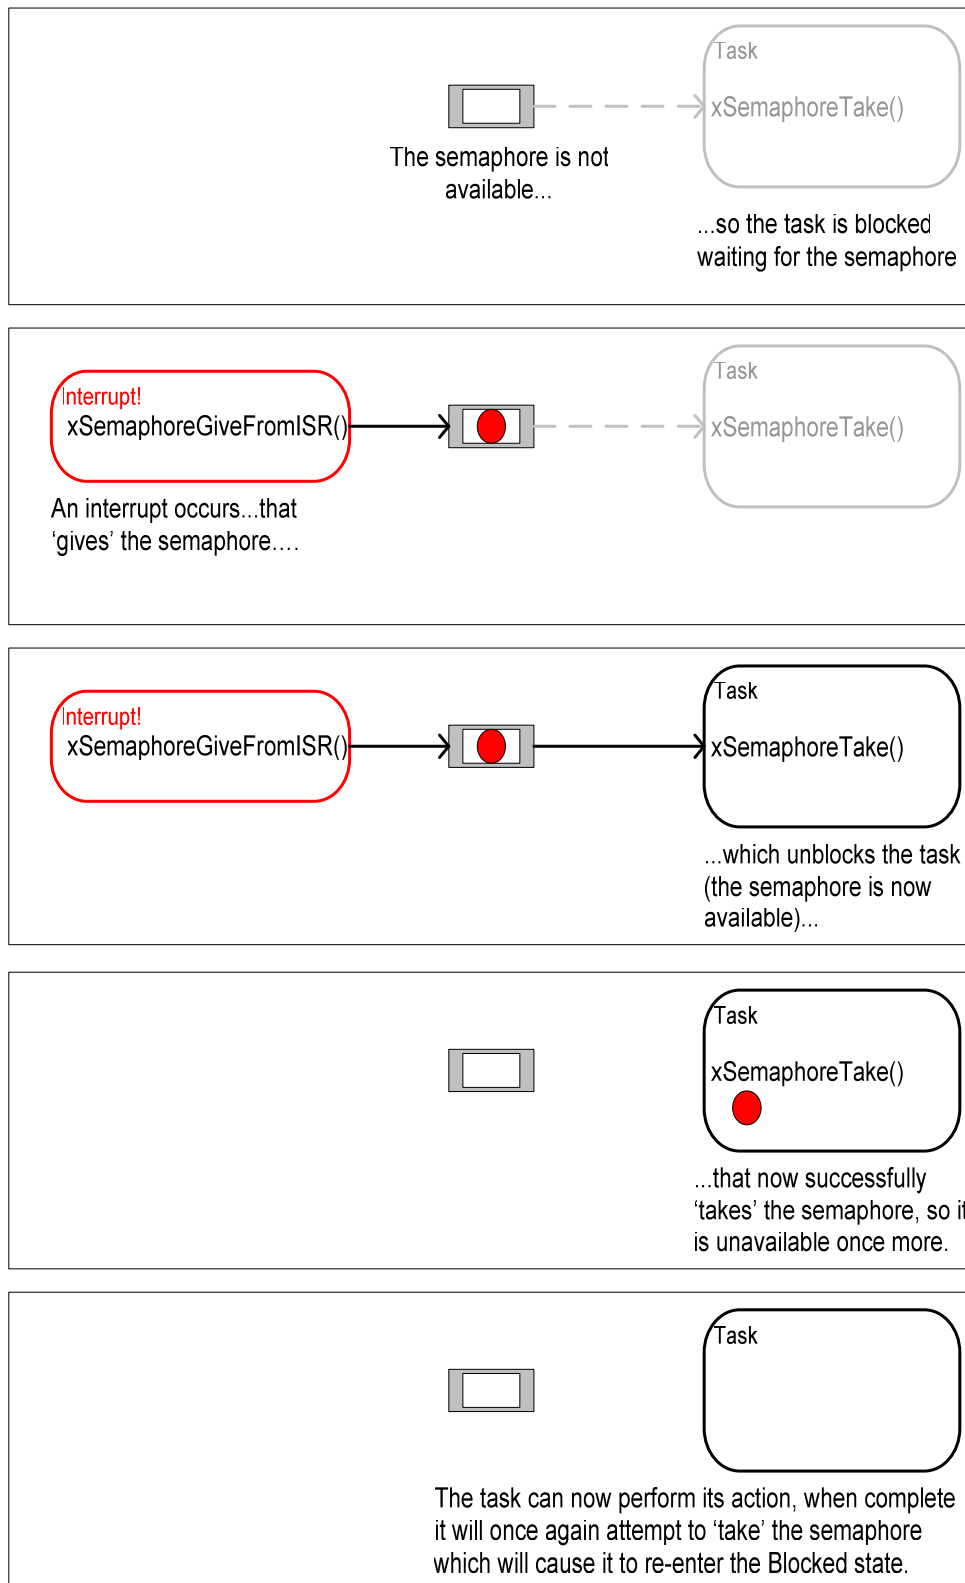 Task
xSemaphoreTake()
The semaphore is not
available...
...so the task is blocked
waiting for the semaphore
Interrupt!
xSemaphoreGiveFromISR()
Task
xSemaphoreTake()
An interrupt occurs...that
‘gives’ the semaphore....
Interrupt!
xSemaphoreGiveFromISR()
Task
xSemaphoreTake()
...which unblocks the task
(the semaphore is now
available)...
Task
xSemaphoreTake()
...that now successfully
‘takes’ the semaphore, so it
is unavailable once more.
Task
The task can now perform its action, when complete
it will once again attempt to ‘take’ the semaphore
which will cause it to re-enter the Blocked state.